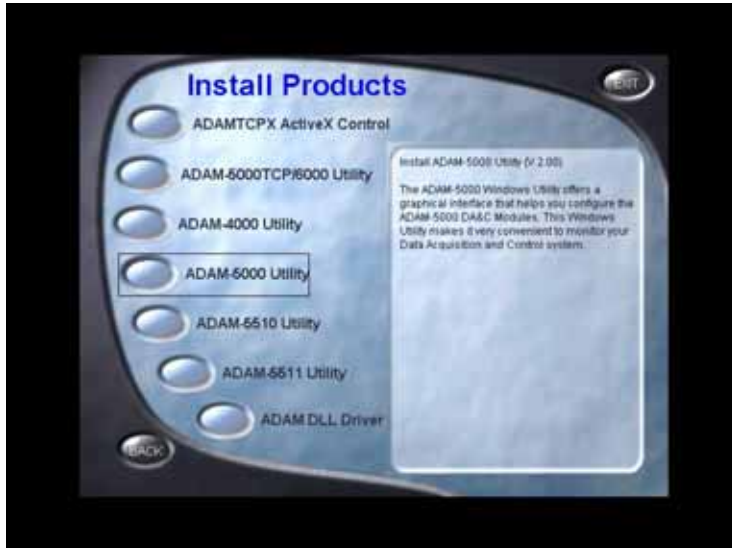 Install Products
EXIT
ADAMTCPX ActiveX Control
ADAM-5000TCP/6000 Utility
ADAM-4000 Utility
ADAM-5000 Utility
ADAM-5510 Utility
ADAM-5511 Utility
ADAM DLL Driver
BACK
Install ADAM-5000 Utility (V 2.00)
The ADAM-5000 Windows Utility offers a
graphical interface that helps you configure the
ADAM-5000 DA&C Modules. This Windows
Utility makes it very convenient to monitor your
Data Acquisition and Control system.